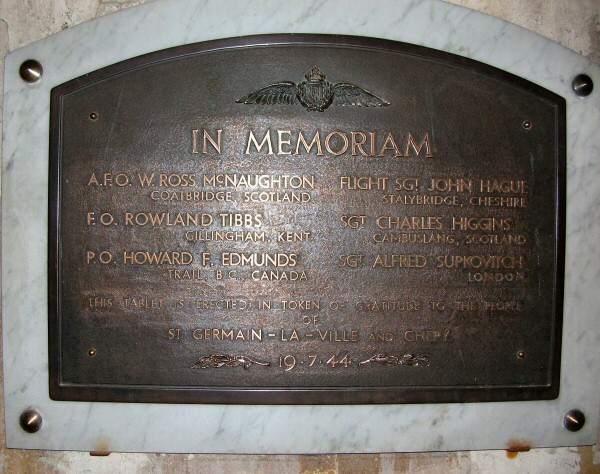 IN MEMORIAM
A.F.O. W. ROSS McNAUGHTON
COATBRIDGE, SCOTLAND
F.O. ROWLAND TIBBS
GILLINGHAM, KENT
P.O. HOWARD F. EDMUNDS
TRAIL B.C. CANADA
FLIGHT SGT. JOHN HAGUE
STALYBRIDGE, CHESHIRE
SGT CHARLES HIGGINS
CAMBUSLANG, SCOTLAND
SGT ALFRED SUPKOVITCH
LONDON
THIS TABLET IS ERECTED IN TOKEN OF GRATITUDE TO THE PEOPLE
OF
ST GERMAIN-LA-VILLE AND CHEPY
19.7.44